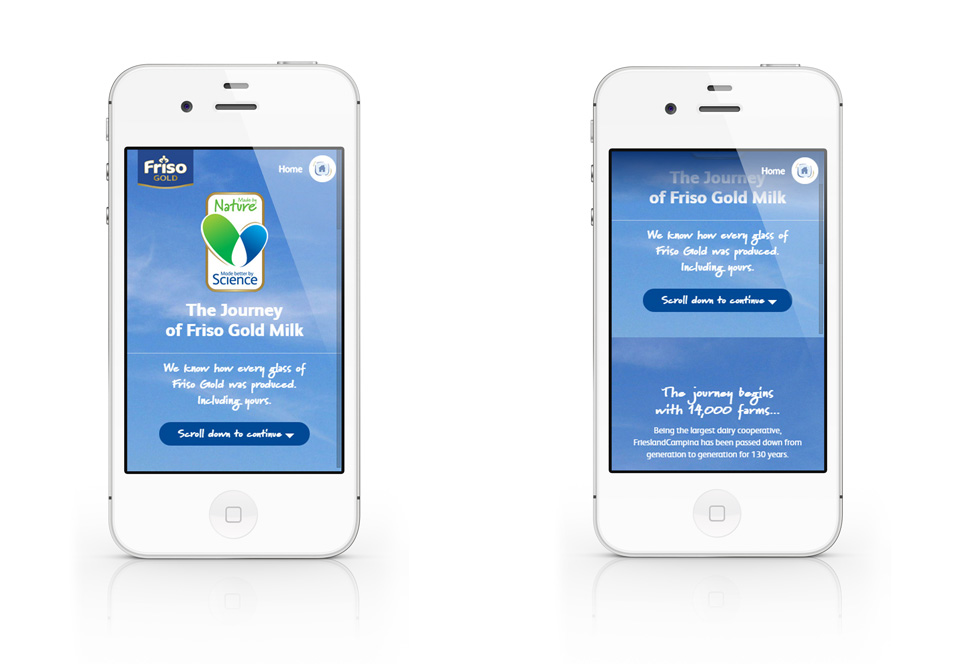 Friso
GOLD
Home
Made by
Nature
Made better by
Science
The Journey
of Friso Gold Milk
We know how every glass of
Friso Gold was produced.
Including yours.
Scroll down to continue
Home
The Journey
of Friso Gold Milk
We know how every glass of
Friso Gold was produced.
Including yours.
Scroll down to continue
The journey begins
with 14,000 farms...
Being the largest dairy cooperative,
FrieslandCampina has been passed down from
generation to generation for 130 years.